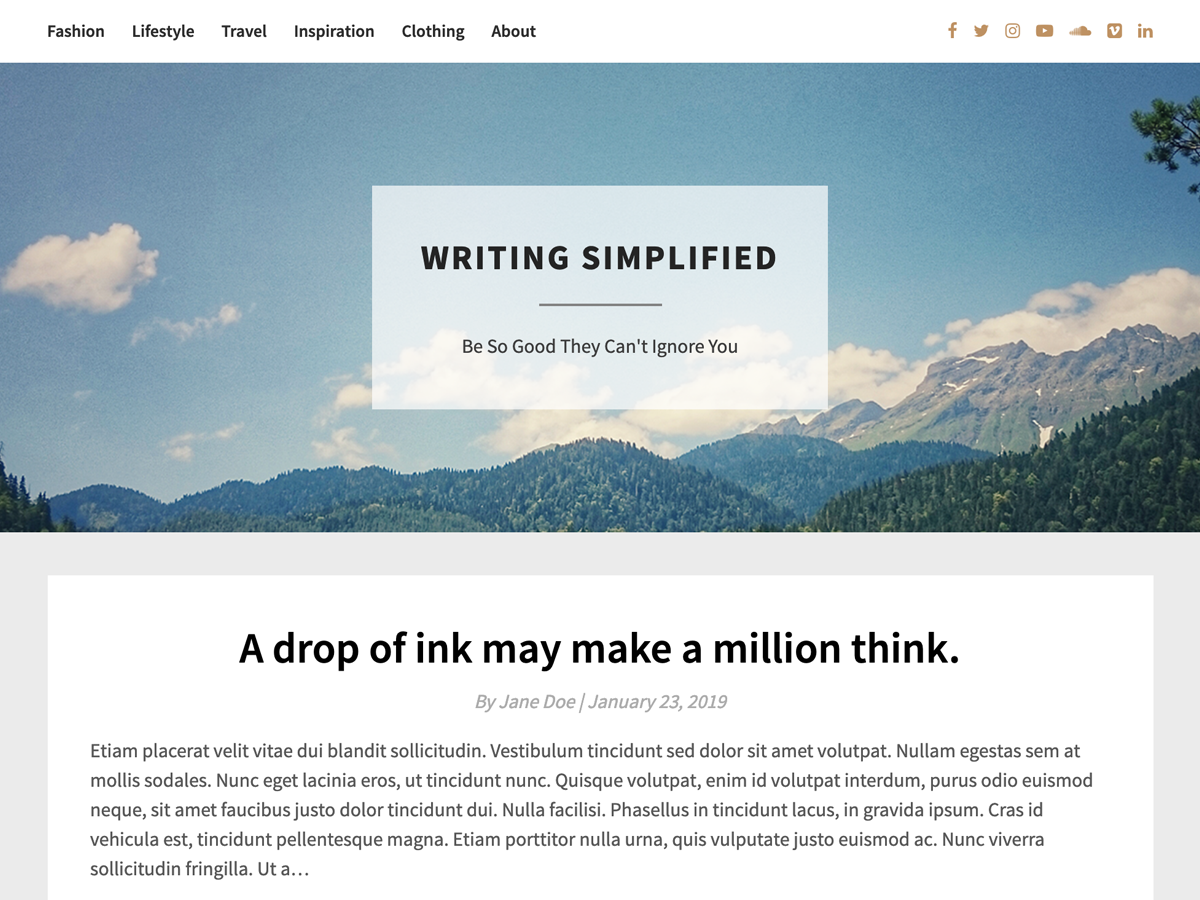 Fashion Lifestyle Travel Inspiration Clothing About
WRITING SIMPLIFIED
Be So Good They Can't Ignore You
A drop of ink may make a million think.
By Jane Doe | January 23, 2019
Etiam placerat velit vitae dui blandit sollicitudin. Vestibulum tincidunt sed dolor sit amet volutpat. Nullam egestas sem at
mollis sodales. Nunc eget lacinia eros, ut tincidunt nunc. Quisque volutpat, enim id volutpat interdum, purus odio euismod
neque, sit amet faucibus justo dolor tincidunt dui. Nulla facilisi. Phasellus in tincidunt lacus, in gravida ipsum. Cras id
vehicula est, tincidunt pellentesque magna. Etiam porttitor nulla urna, quis vulputate justo euismod ac. Nunc viverra
sollicitudin fringilla. Ut a…